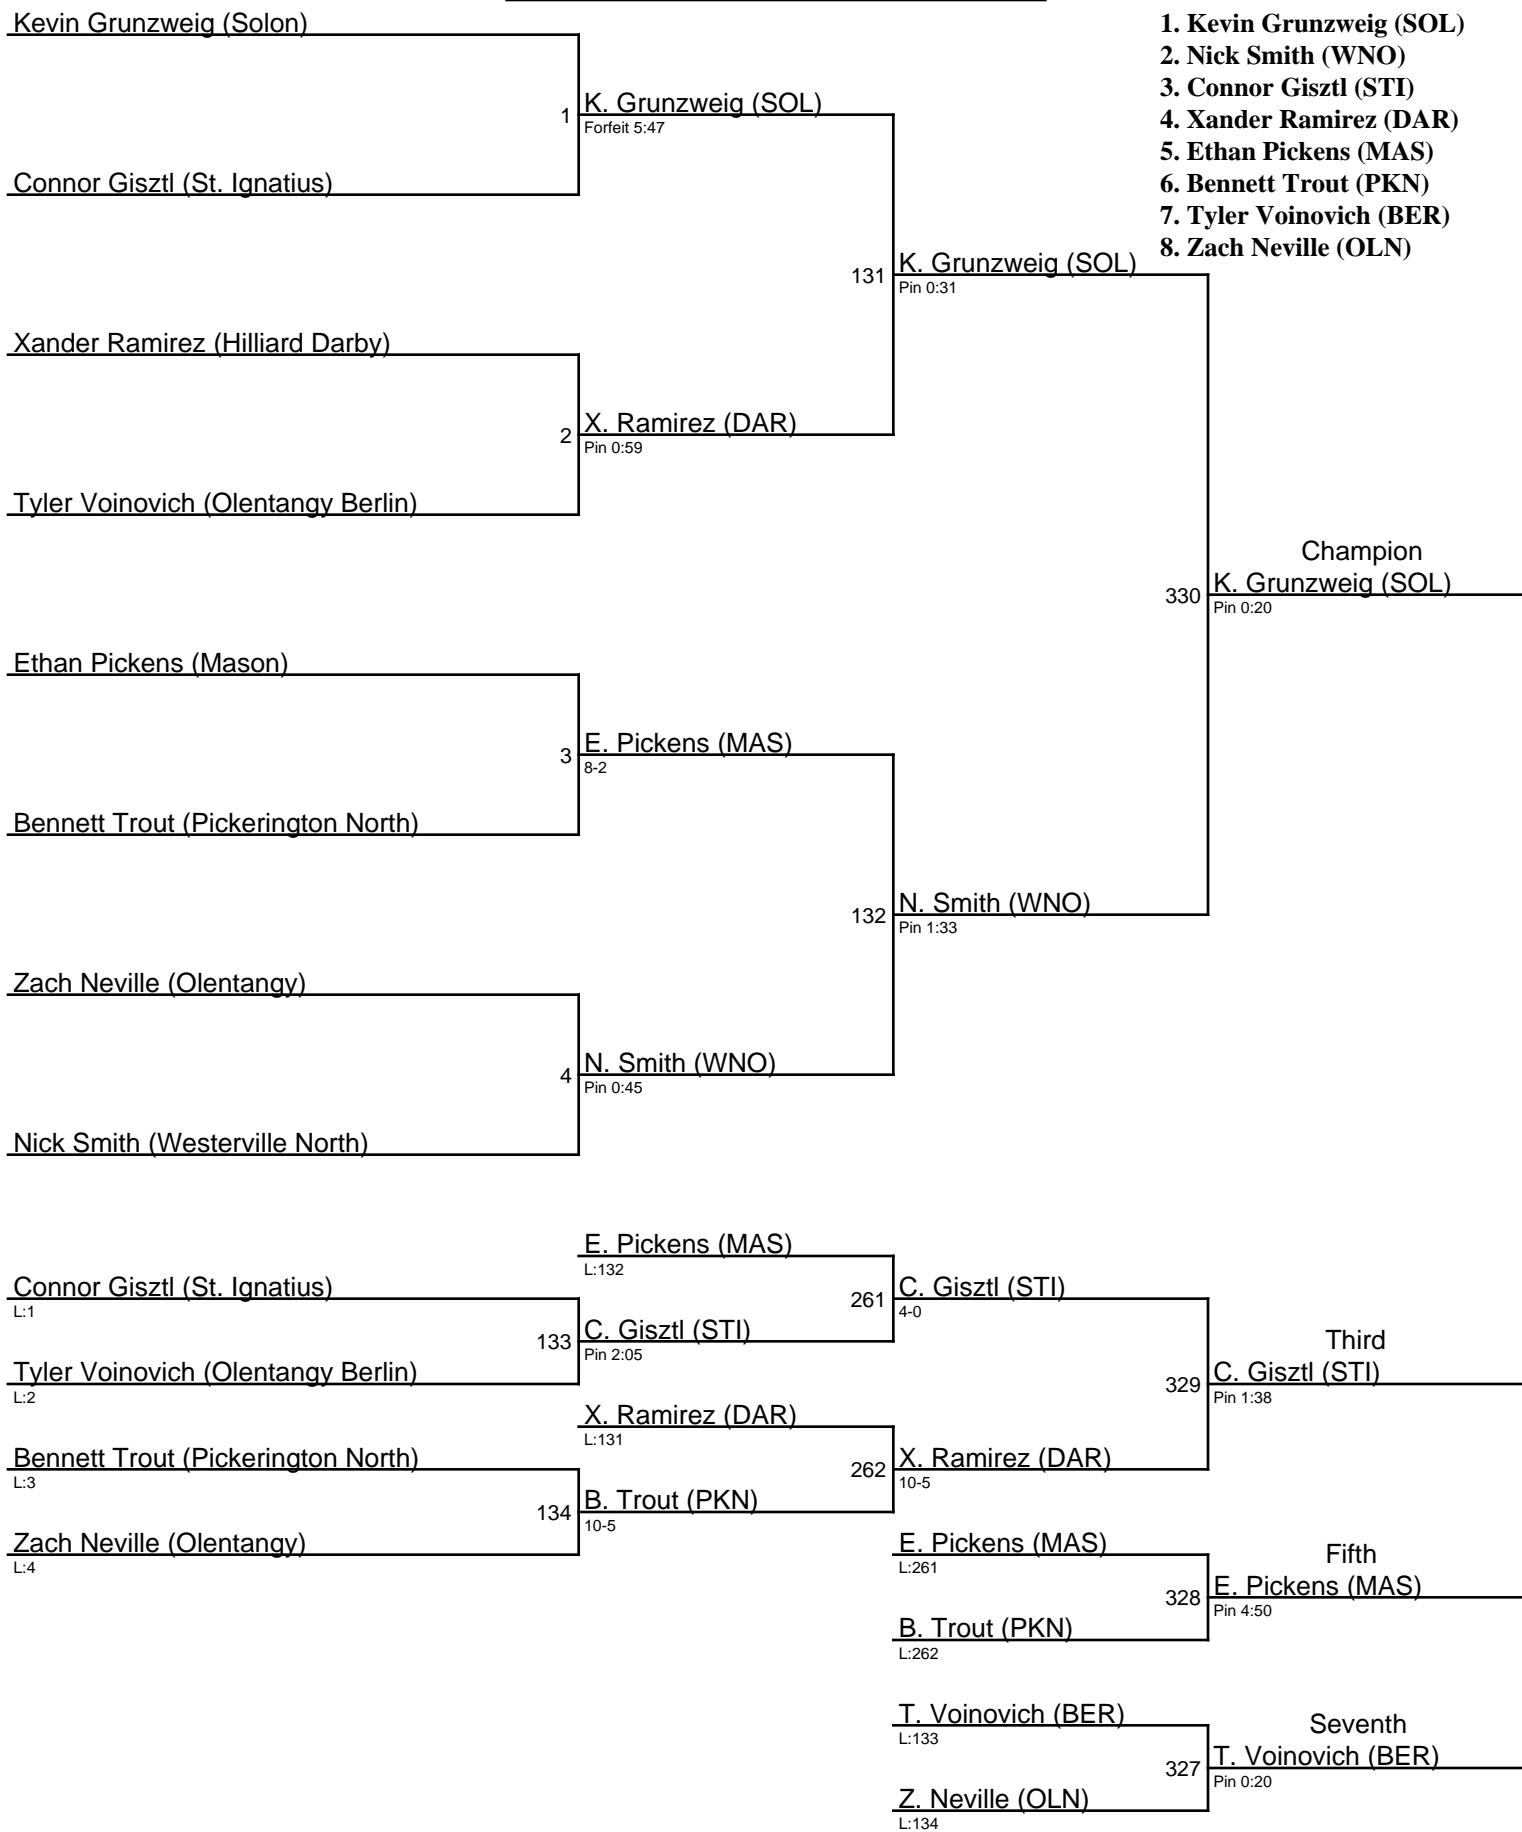 Kevin Grunzweig (Solon)
1
K. Grunzweig (SOL)
Forfeit 5:47
Connor Gisztl (St. Ignatius)
131
K. Grunzweig (SOL)
Pin 0:31
Xander Ramirez (Hilliard Darby)
2
X. Ramirez (DAR)
Pin 0:59
Tyler Voinovich (Olentangy Berlin)
330
Champion
K. Grunzweig (SOL)
Pin 0:20
Ethan Pickens (Mason)
3
E. Pickens (MAS)
8-2
Bennett Trout (Pickerington North)
132
N. Smith (WNO)
Pin 1:33
Zach Neville (Olentangy)
4
N. Smith (WNO)
Pin 0:45
Nick Smith (Westerville North)
1. Kevin Grunzweig (SOL)
2. Nick Smith (WNO)
3. Connor Gisztl (STI)
4. Xander Ramirez (DAR)
5. Ethan Pickens (MAS)
6. Bennett Trout (PKN)
7. Tyler Voinovich (BER)
8. Zach Neville (OLN)
E. Pickens (MAS)
L:132
Connor Gisztl (St. Ignatius)
L:1
133
C. Gisztl (STI)
Pin 2:05
Tyler Voinovich (Olentangy Berlin)
L:2
261
C. Gisztl (STI)
4-0
X. Ramirez (DAR)
L:131
Bennett Trout (Pickerington North)
L:3
134
B. Trout (PKN)
10-5
Zach Neville (Olentangy)
L:4
262
X. Ramirez (DAR)
10-5
329
Third
C. Gisztl (STI)
Pin 1:38
E. Pickens (MAS)
L:261
328
Fifth
E. Pickens (MAS)
Pin 4:50
B. Trout (PKN)
L:262
T. Voinovich (BER)
L:133
327
Seventh
T. Voinovich (BER)
Pin 0:20
Z. Neville (OLN)
L:134